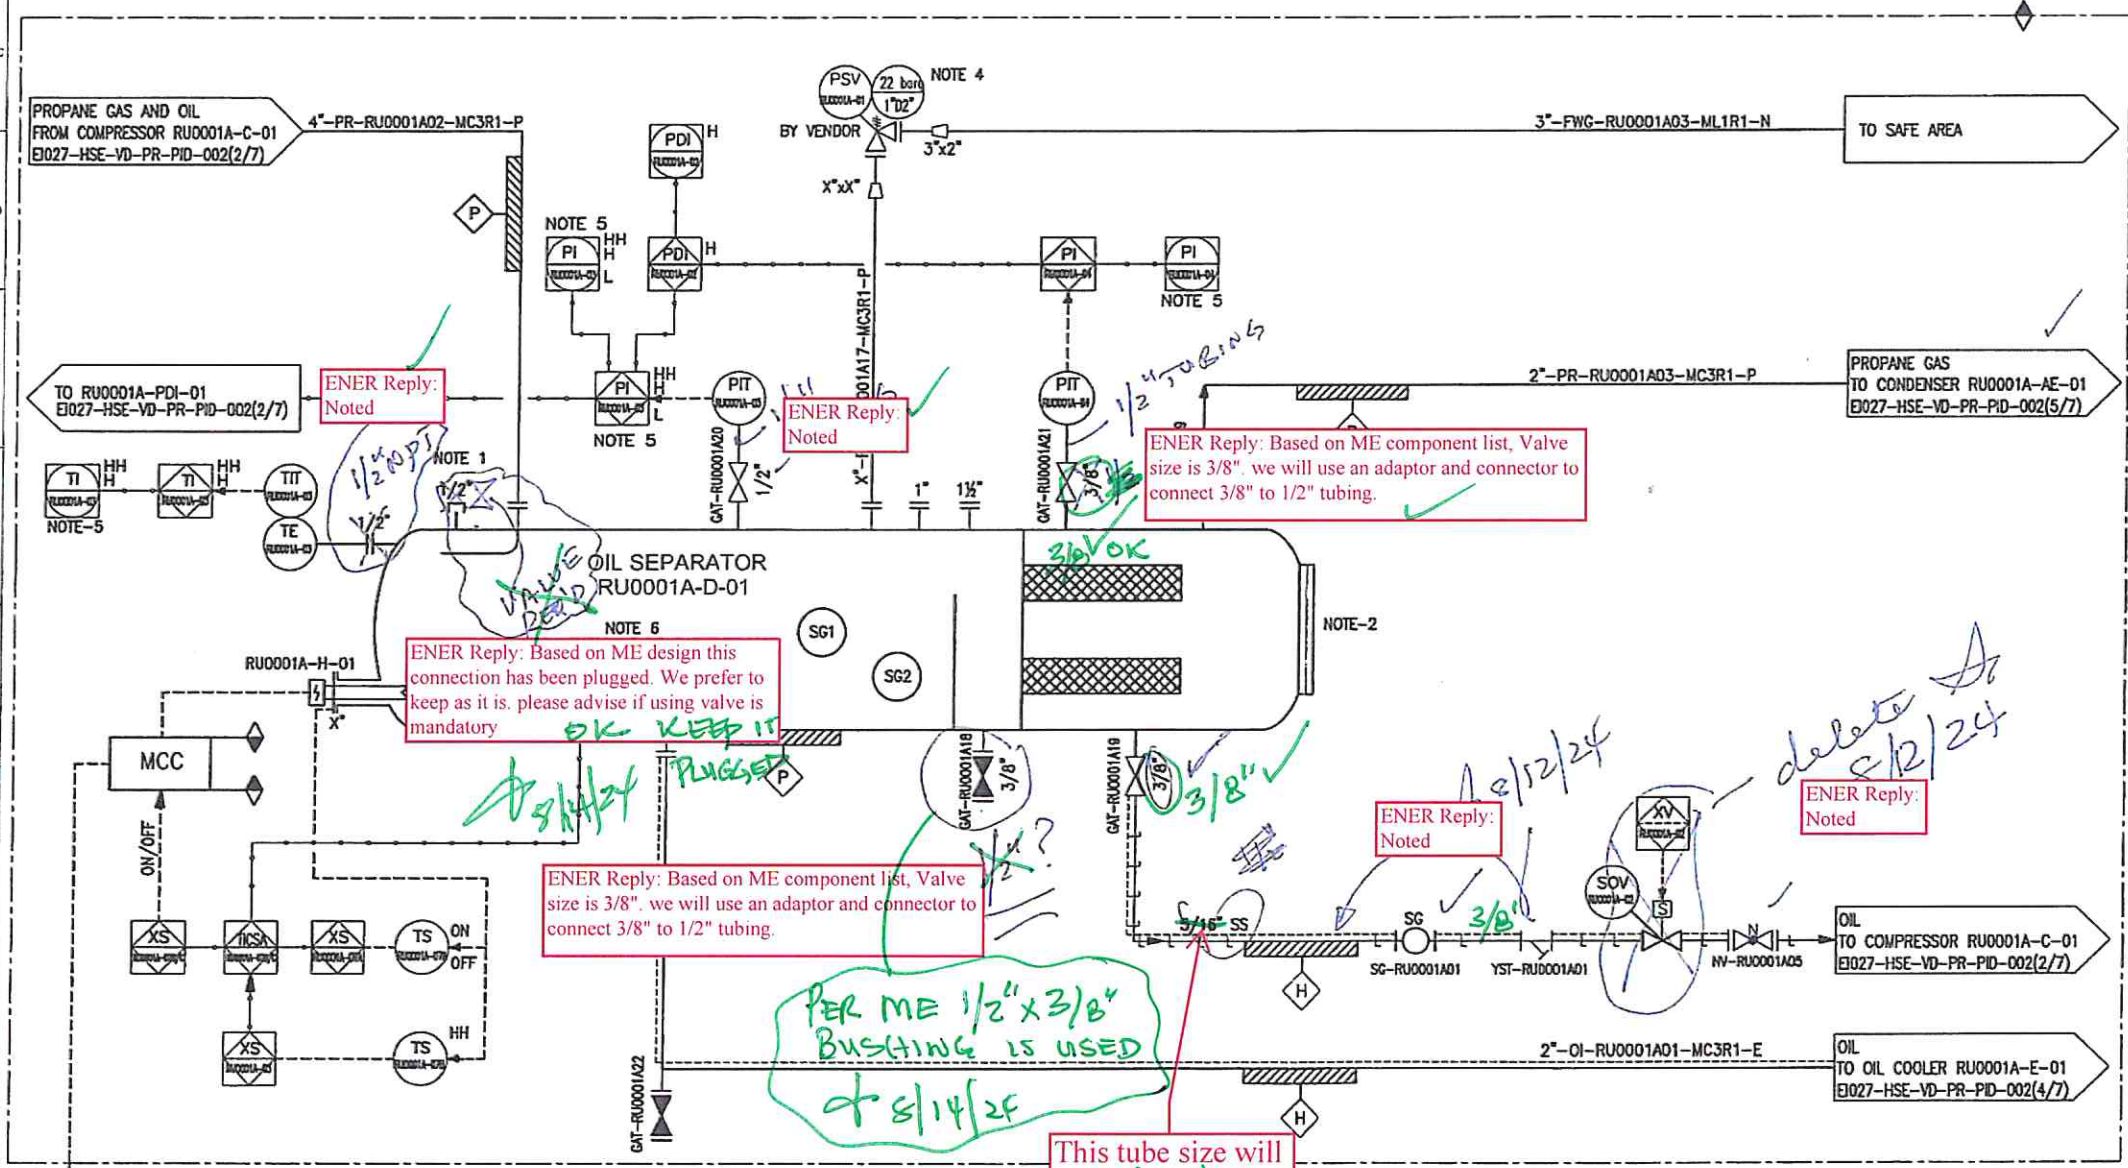 PROPANE GAS AND OIL
FROM COMPRESSOR RU0001A-C-01
EI027-HSE-VD-PR-PID-002(2/7)
4"-PR-RU0001A02-MC3R1-P
P
PSV
RU0001A-01
22 barg
1"D2"
NOTE 4
BY VENDOR
3"x2"
X"xX"
3"-FWG-RU0001A03-ML1R1-N
TO SAFE AREA
PDI
H
NOTE 5
PI
HH
H
L
PDI
H
PI
PI
NOTE 5
TO RU0001A-PDI-01
EI027-HSE-VD-PR-PID-002(2/7)
ENER Reply:
Noted
PI
HH
H
L
NOTE 5
PIT
ENER Reply:
Noted
PIT
1/2" TUBING
2"-PR-RU0001A03-MC3R1-P
PROPANE GAS
TO CONDENSER RU0001A-AE-01
EI027-HSE-VD-PR-PID-002(5/7)
ENER Reply: Based on ME component list, Valve
size is 3/8". we will use an adaptor and connector to
connect 3/8" to 1/2" tubing.
TI
HH
H
NOTE-5
TI
HH
H
TIT
TE
1/2" NPT
1/2"
NOTE 1
1/2"
GAT-RU0001A20
1/2"
1"
1½"
GAT-RU0001A21
3/8"
3/8 OK
VALVE
OIL SEPARATOR
RU0001A-D-01
NOTE 6
SG1
SG2
NOTE-2
RU0001A-H-01
X"
ENER Reply: Based on ME design this
connection has been plugged. We prefer to
keep as it is. please advise if using valve is
mandatory
OK KEEP IT
PLUGGED
8/14/24
MCC
ON/OFF
P
GAT-RU0001A18
3/8"
1/2" ?
GAT-RU0001A19
3/8"
3/8"
8/12/24
delete
8/12/24
ENER Reply:
Noted
ENER Reply:
Noted
XV
SOV
S
ENER Reply: Based on ME component list, Valve
size is 3/8". we will use an adaptor and connector to
connect 3/8" to 1/2" tubing.
5/16" SS
SG
SG-RU0001A01
3/8"
YST-RU0001A01
N
NV-RU0001A05
H
OIL
TO COMPRESSOR RU0001A-C-01
EI027-HSE-VD-PR-PID-002(2/7)
XS
TICSA
XS
TS
ON
OFF
XS
TS
HH
PER ME 1/2" X 3/8"
BUSHING IS USED
8/14/24
GAT-RU0001A22
2"-OI-RU0001A01-MC3R1-E
H
OIL
TO OIL COOLER RU0001A-E-01
EI027-HSE-VD-PR-PID-002(4/7)
This tube size will